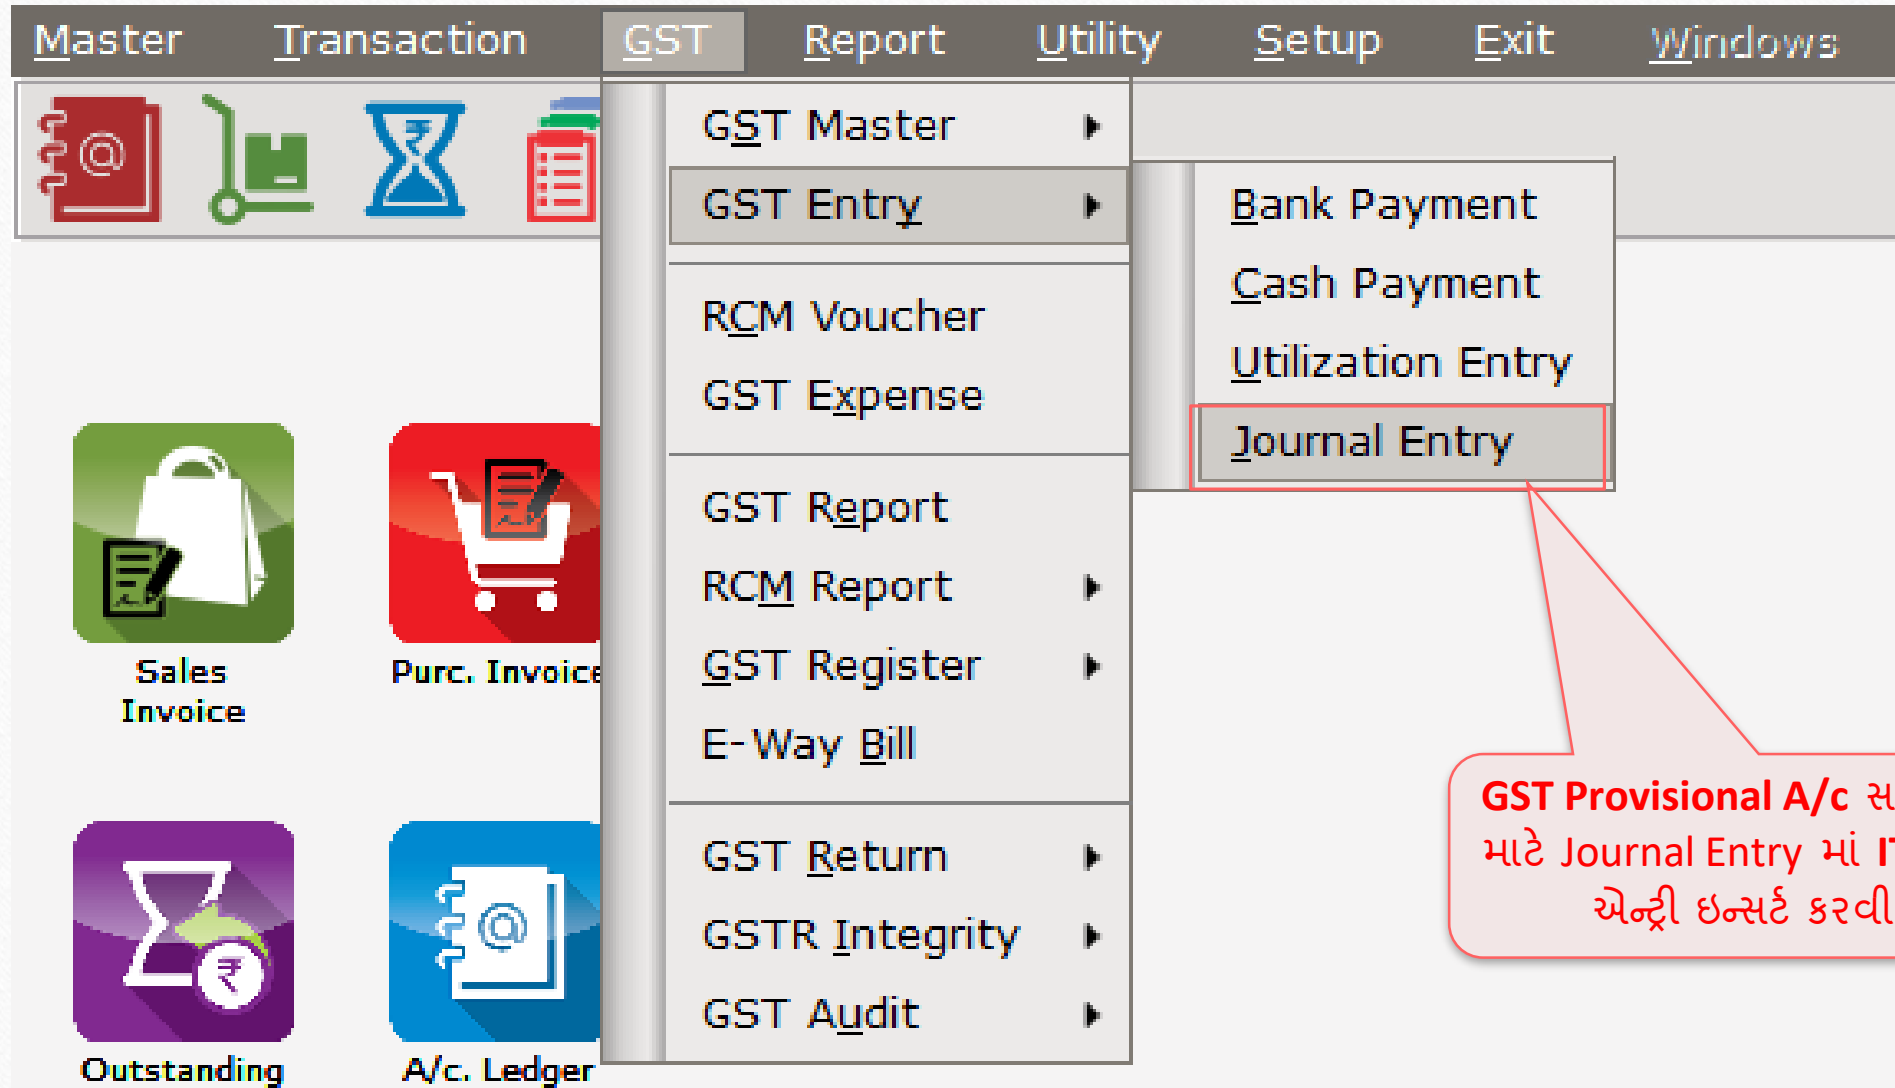 Master Transaction GST Report Utility Setup Exit Windows
GST Master
GST Entry
RCM Voucher
GST Expense
GST Report
RCM Report
GST Register
E-Way Bill
GST Return
GSTR Integrity
GST Audit
Bank Payment
Cash Payment
Utilization Entry
Journal Entry
Sales
Invoice
Purc. Invoice
Outstanding
A/c. Ledger
GST Provisional A/c
માટે Journal Entry માં
એન્ટ્રી ઇન્સર્ટ કરવી